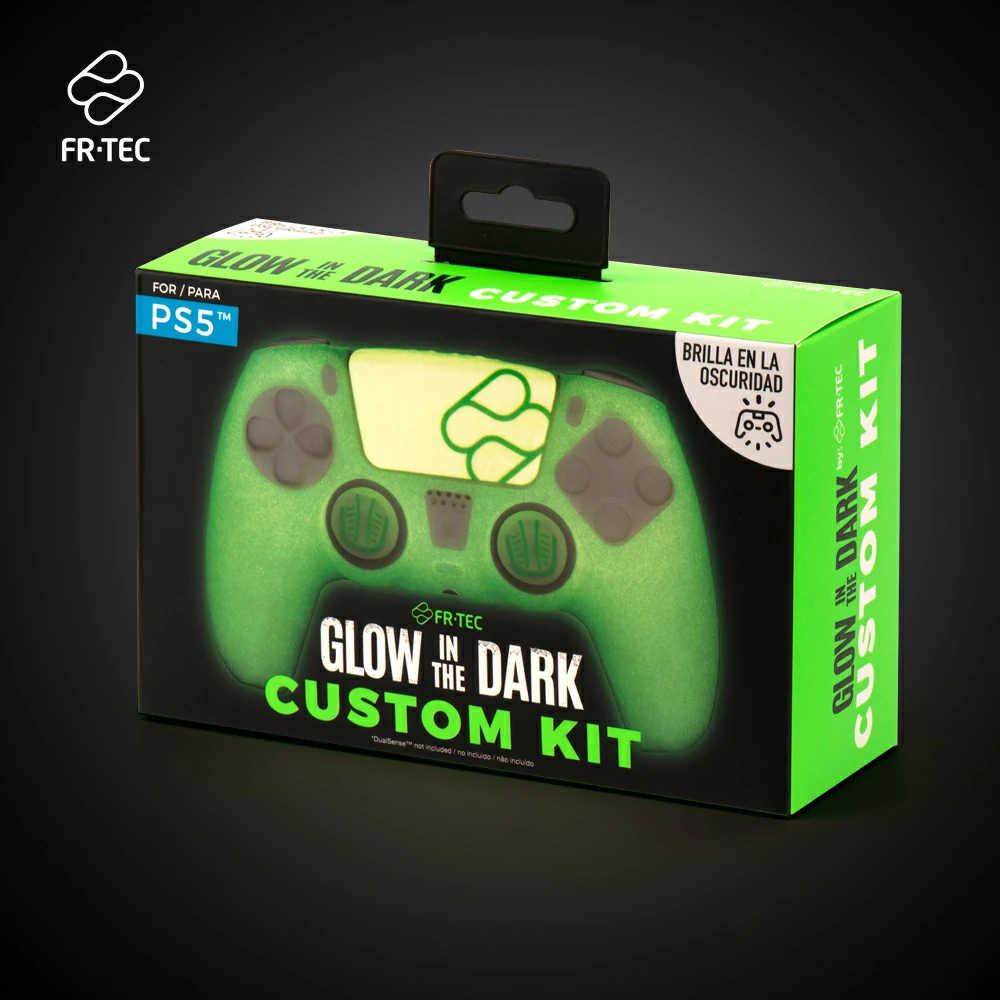 FR·TEC
GLOW IN THE DARK CUSTOM KIT
FR·TEC
FOR / PARA
PS5™
BRILLA EN LA
OSCURIDAD
FR·TEC
GLOW IN THE DARK
CUSTOM KIT
*DualSense™ not included / no incluido / não incluído
GLOW IN THE DARK by: FR·TEC
CUSTOM KIT